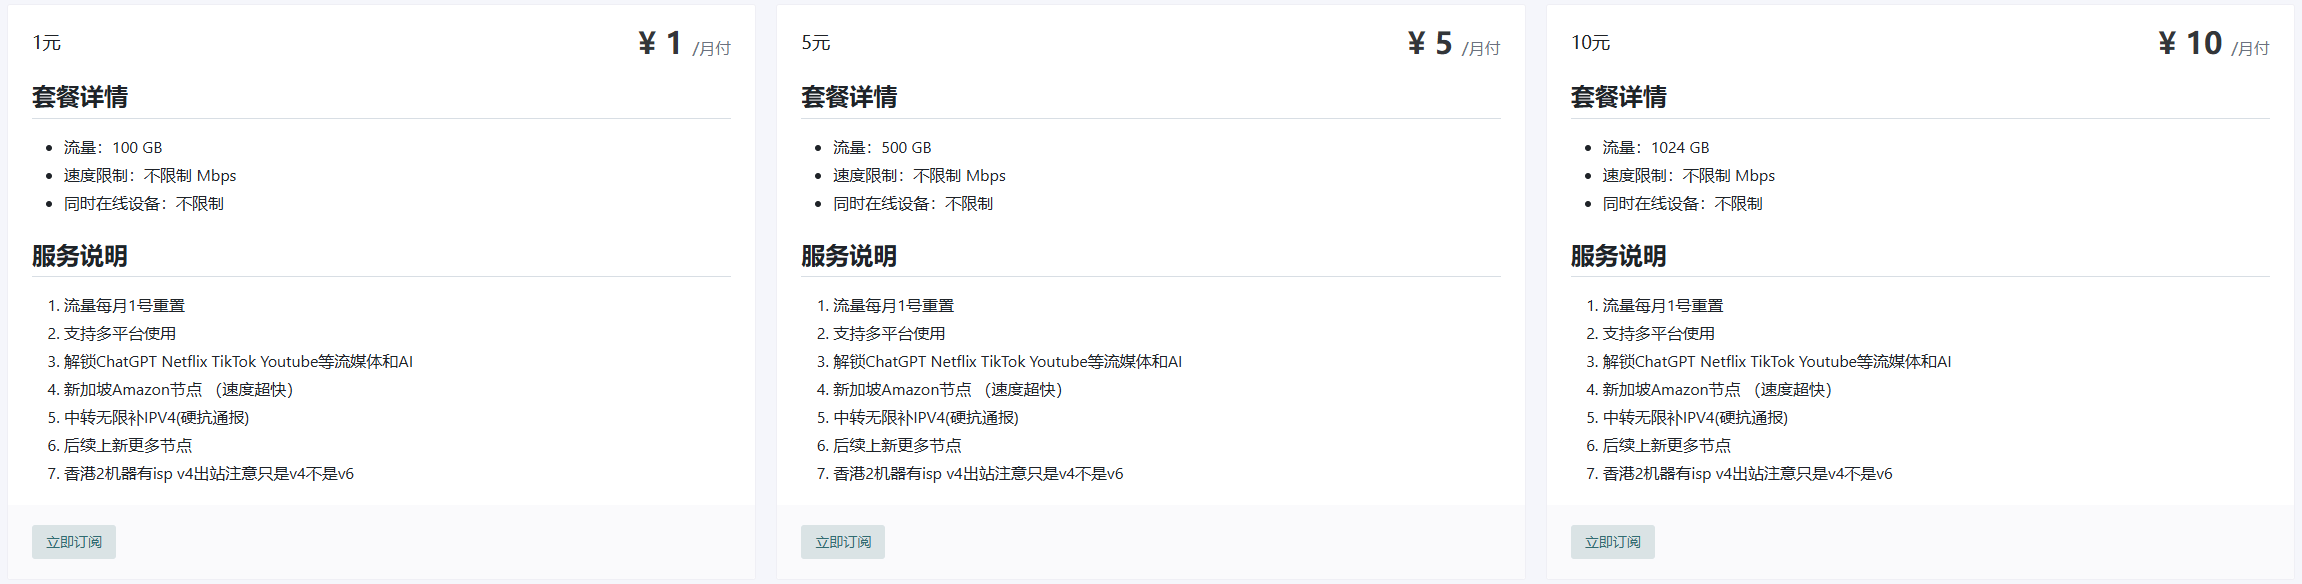 1元
¥ 1 /月付
套餐详情
流量：100 GB
速度限制：不限制 Mbps
同时在线设备：不限制
服务说明
1. 流量每月1号重置
2. 支持多平台使用
3. 解锁ChatGPT Netflix TikTok Youtube等流媒体和AI
4. 新加坡Amazon节点 （速度超快）
5. 中转无限补IPV4(硬抗通报)
6. 后续上新更多节点
7. 香港2机器有isp v4出站注意只是v4不是v6
立即订阅
5元
¥ 5 /月付
套餐详情
流量：500 GB
速度限制：不限制 Mbps
同时在线设备：不限制
服务说明
1. 流量每月1号重置
2. 支持多平台使用
3. 解锁ChatGPT Netflix TikTok Youtube等流媒体和AI
4. 新加坡Amazon节点 （速度超快）
5. 中转无限补IPV4(硬抗通报)
6. 后续上新更多节点
7. 香港2机器有isp v4出站注意只是v4不是v6
立即订阅
10元
¥ 10 /月付
套餐详情
流量：1024 GB
速度限制：不限制 Mbps
同时在线设备：不限制
服务说明
1. 流量每月1号重置
2. 支持多平台使用
3. 解锁ChatGPT Netflix TikTok Youtube等流媒体和AI
4. 新加坡Amazon节点 （速度超快）
5. 中转无限补IPV4(硬抗通报)
6. 后续上新更多节点
7. 香港2机器有isp v4出站注意只是v4不是v6
立即订阅